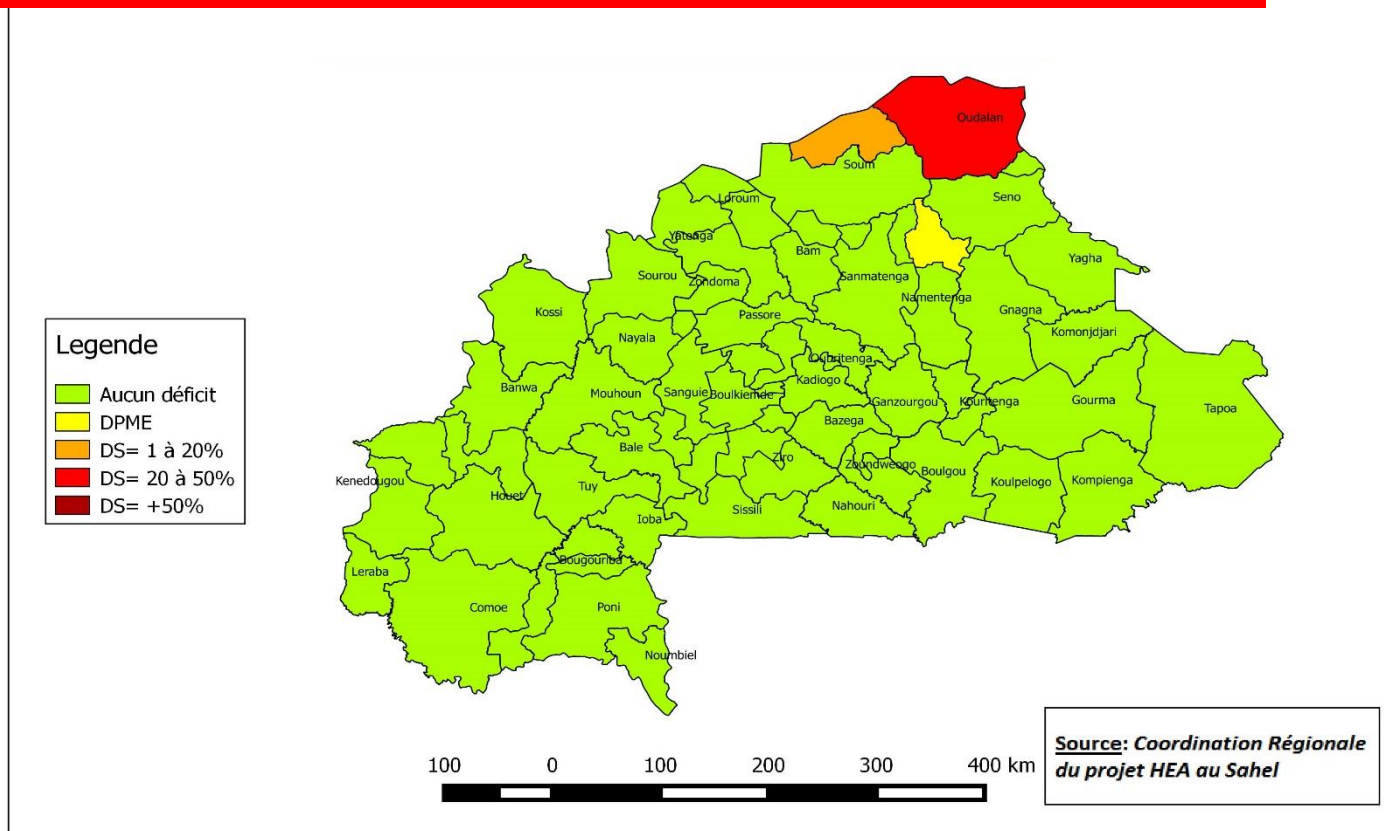 Oudalan
Soum
Seno
Loroum
Yatenga
Bam
Yagha
Sourou
Zondoma
Sanmatenga
Namentenga
Kossi
Passore
Gnagna
Komonjdjari
Nayala
Oubritenga
Banwa
Mouhoun
Sanguie
Boulkiemde
Kadiogo
Ganzourgou
Kouritenga
Gourma
Tapoa
Bazega
Bale
Ziro
Zoundweogo
Boulgou
Kenedougou
Houet
Tuy
Koulpelogo
Kompienga
Ioba
Sissili
Nahouri
Bougouriba
Leraba
Comoe
Poni
Noumbiel
Legende
Aucun déficit
DPME
DS= 1 à 20%
DS= 20 à 50%
DS= +50%
100 0 100 200 300 400 km
Source: Coordination Régionale
du projet HEA au Sahel